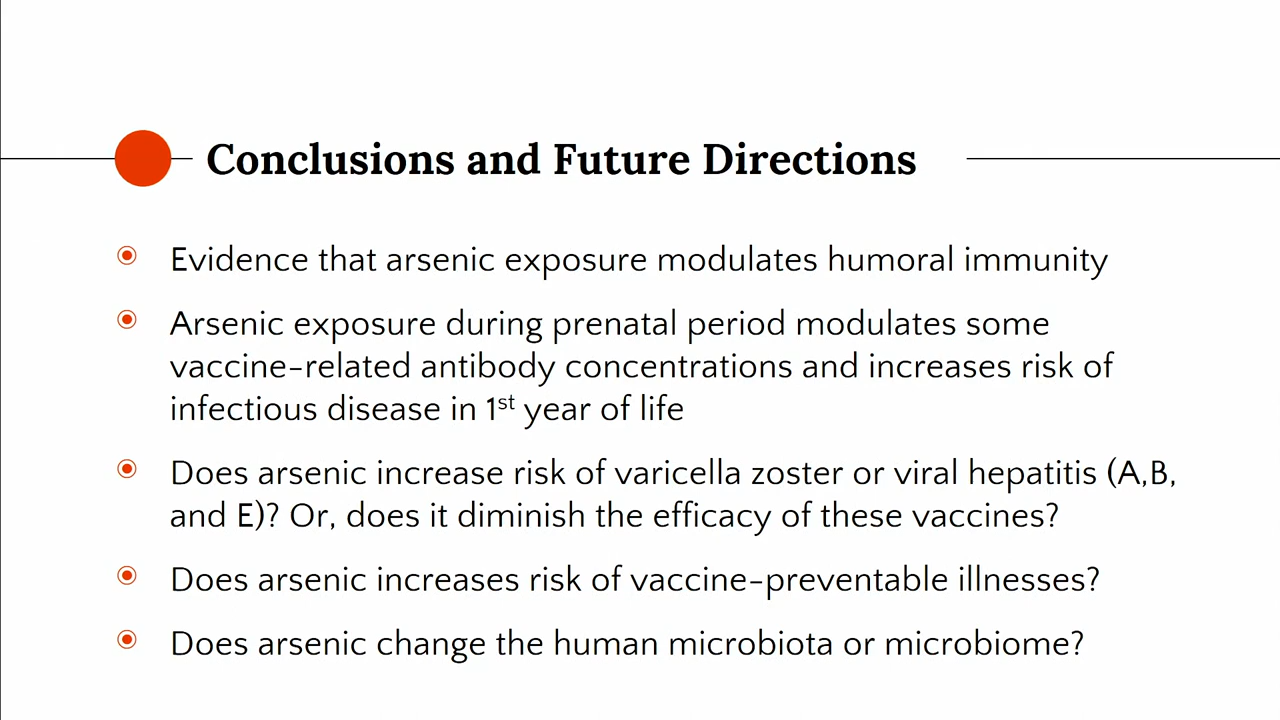 Conclusions and Future Directions
Evidence that arsenic exposure modulates humoral immunity
Arsenic exposure during prenatal period modulates some
vaccine-related antibody concentrations and increases risk of
infectious disease in 1st year of life
Does arsenic increase risk of varicella zoster or viral hepatitis (A,B,
and E)? Or, does it diminish the efficacy of these vaccines?
Does arsenic increases risk of vaccine-preventable illnesses?
Does arsenic change the human microbiota or microbiome?